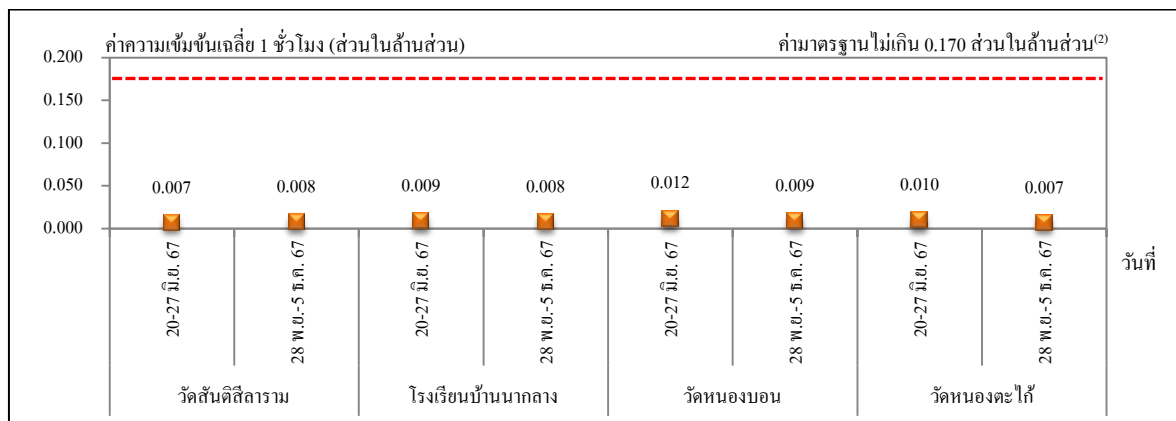 ค่าความเข้มข้นเฉลี่ย 1 ชั่วโมง (ส่วนในล้านส่วน) ค่ามาตรฐานไม่เกิน 0.170 ส่วนในล้านส่วน(2)
0.200
0.150
0.100
0.050
0.000
0.007 0.008 0.009 0.008 0.012 0.009 0.010 0.007
20-27 มิ.ย. 67
28 พ.ย.-5 ธ.ค. 67
20-27 มิ.ย. 67
28 พ.ย.-5 ธ.ค. 67
20-27 มิ.ย. 67
28 พ.ย.-5 ธ.ค. 67
20-27 มิ.ย. 67
28 พ.ย.-5 ธ.ค. 67
วันที่
วัดสันติสีลาราม โรงเรียนบ้านนากลาง วัดหนองบอน วัดหนองตะไก้